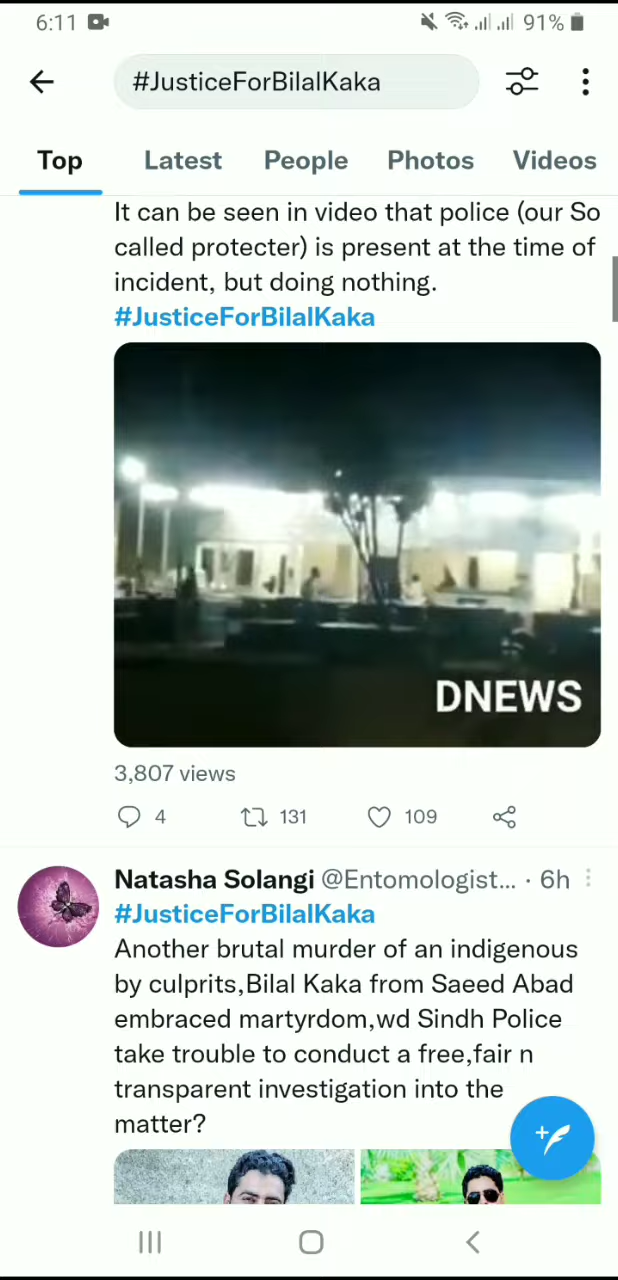 6:11
91%
#JusticeForBilalKaka
Top Latest People Photos Videos
It can be seen in video that police (our So
called protecter) is present at the time of
incident, but doing nothing.
#JusticeForBilalKaka
DNEWS
3,807 views
4 131 109
Natasha Solangi @Entomologist... · 6h
#JusticeForBilalKaka
Another brutal murder of an indigenous
by culprits,Bilal Kaka from Saeed Abad
embraced martyrdom,wd Sindh Police
take trouble to conduct a free,fair n
transparent investigation into the
matter?